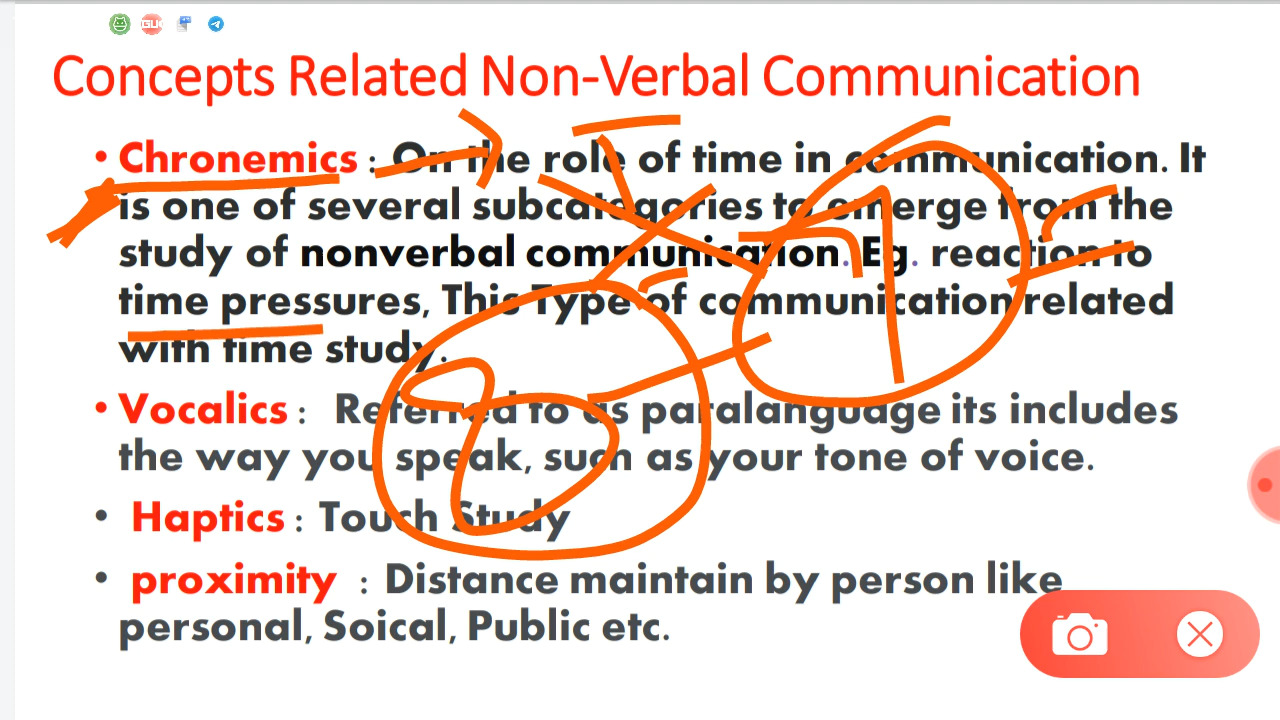 Concepts Related Non-Verbal Communication
• Chronemics : On the role of time in communication. It
is one of several subcategories to emerge from the
study of nonverbal communication. Eg. reaction to
time pressures, This Type of communication related
with time study.
• Vocalics : Referred to as paralanguage its includes
the way you speak, such as your tone of voice.
• Haptics : Touch Study
• proximity : Distance maintain by person like
personal, Soical, Public etc.